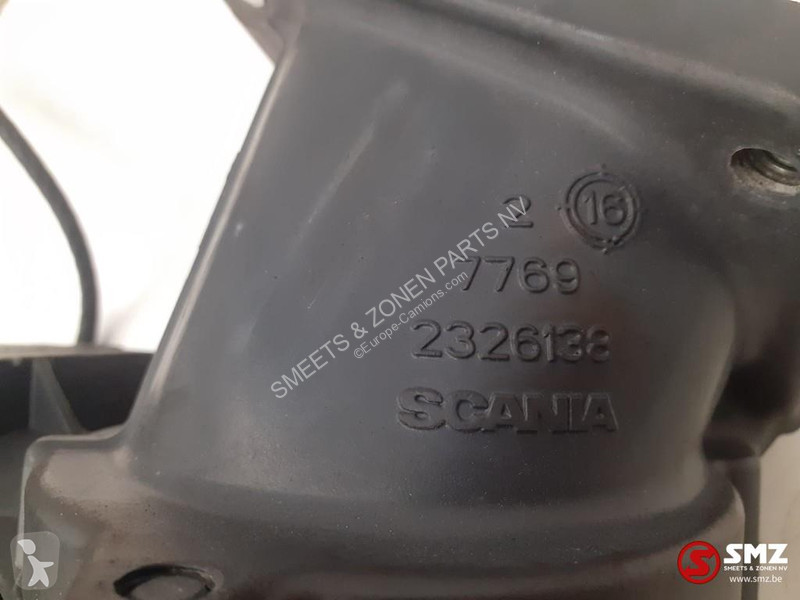 2 16
7769
2326138
SCANIA
SMEETS & ZONEN PARTS NV
©Europe-Camions.com
SMZ
SMEETS & ZONEN NV
www.smz.be